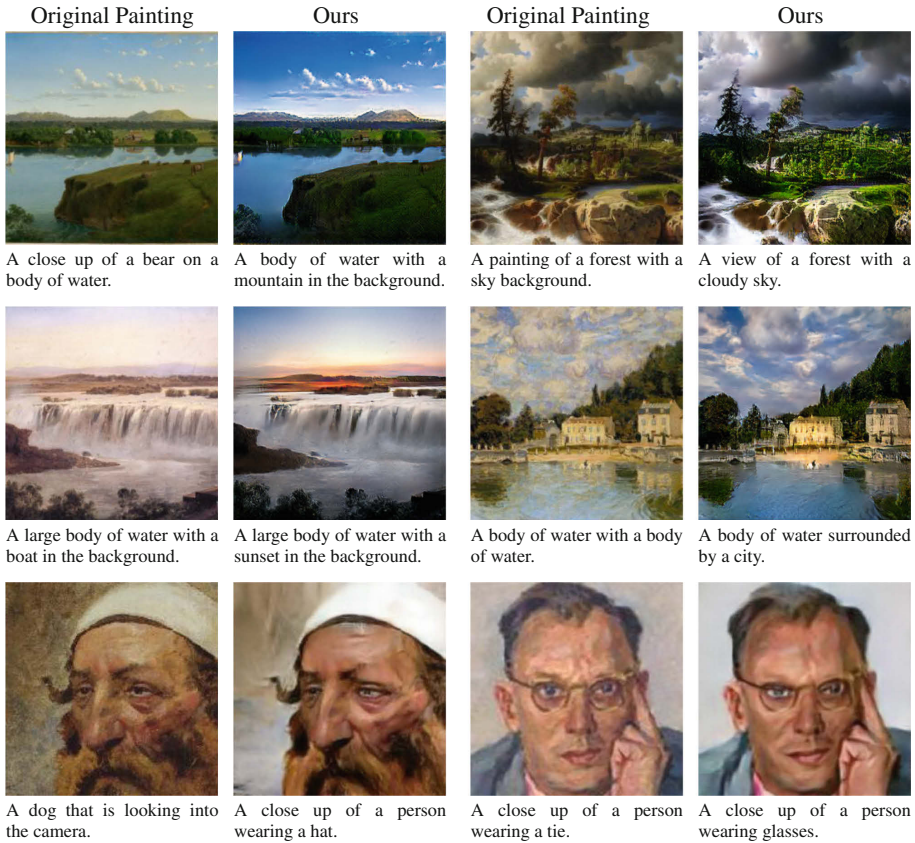 Original Painting
Ours
Original Painting
Ours
A close up of a bear on a
body of water.
A body of water with a
mountain in the background.
A painting of a forest with a
sky background.
A view of a forest with a
cloudy sky.
A large body of water with a
boat in the background.
A large body of water with a
sunset in the background.
A body of water with a body
of water.
A body of water surrounded
by a city.
A dog that is looking into
the camera.
A close up of a person
wearing a hat.
A close up of a person
wearing a tie.
A close up of a person
wearing glasses.